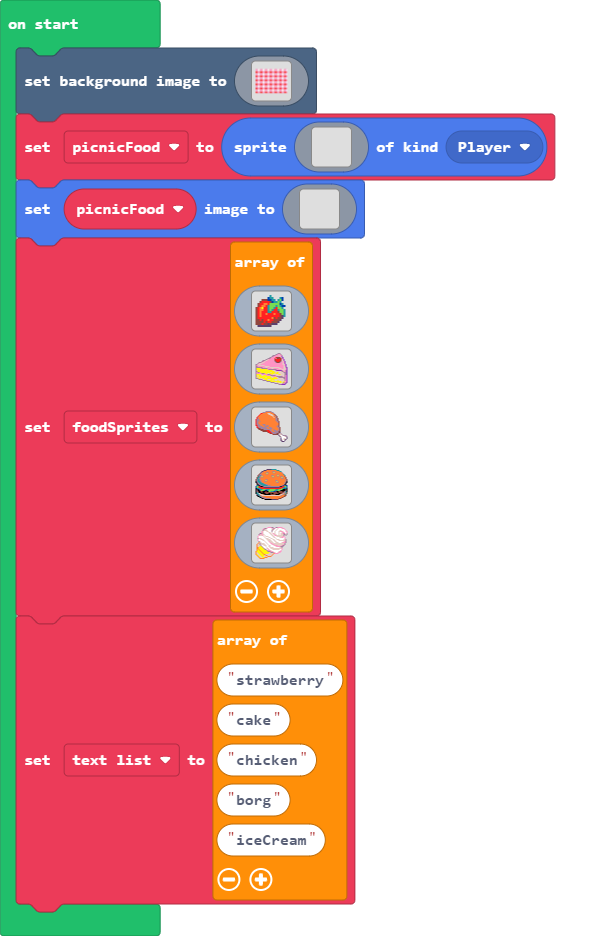 on start
set background image to
set picnicFood to sprite of kind Player
set picnicFood image to
array of
set foodSprites to
array of
"strawberry"
"cake"
"chicken"
set text list to
"borg"
"iceCream"